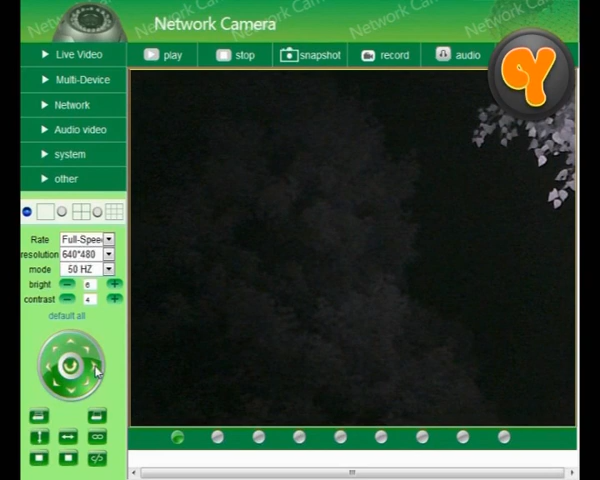 Network Camera
Live Video
Multi-Device
Network
Audio video
system
other
play
stop
snapshot
record
audio
Rate Full-Spee
resolution 640*480
mode 50 HZ
bright 6
contrast 4
default all